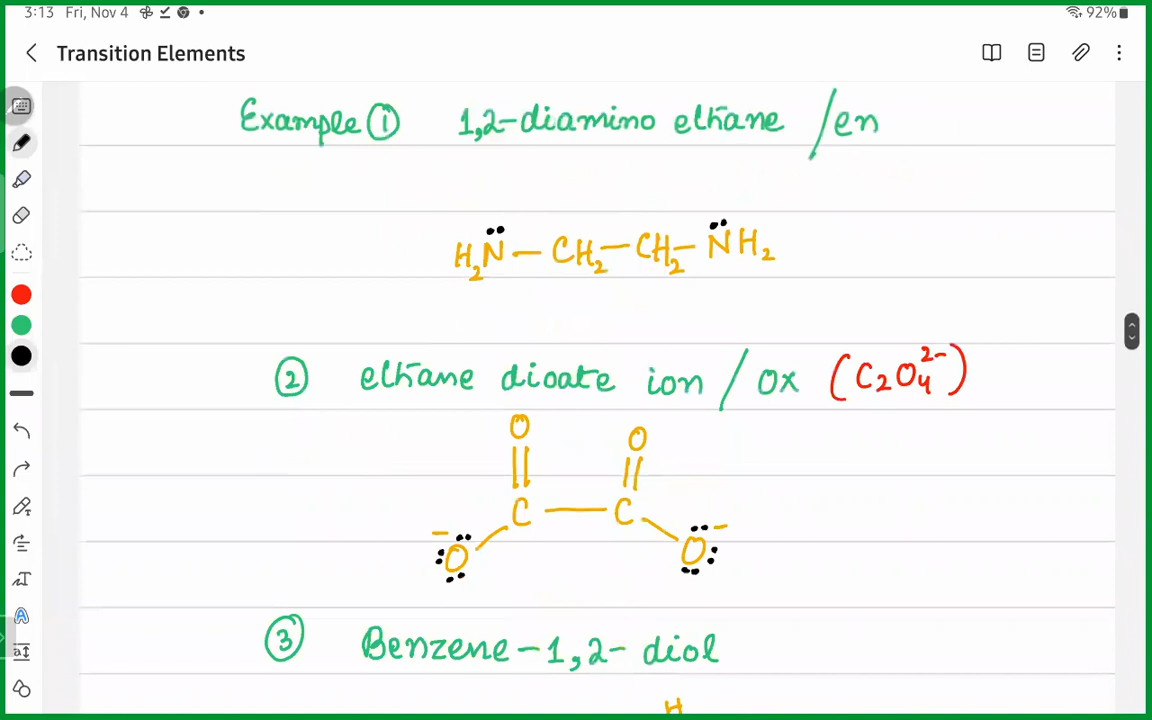 3:13 Fri, Nov 4 92%
Transition Elements
Example ① 1,2-diamino ethane /en
H₂N — CH₂ — CH₂ — NH₂
② ethane dioate ion / ox (C₂O₄²⁻)
O O
C — C
⁻O O⁻
③ Benzene-1,2-diol
H